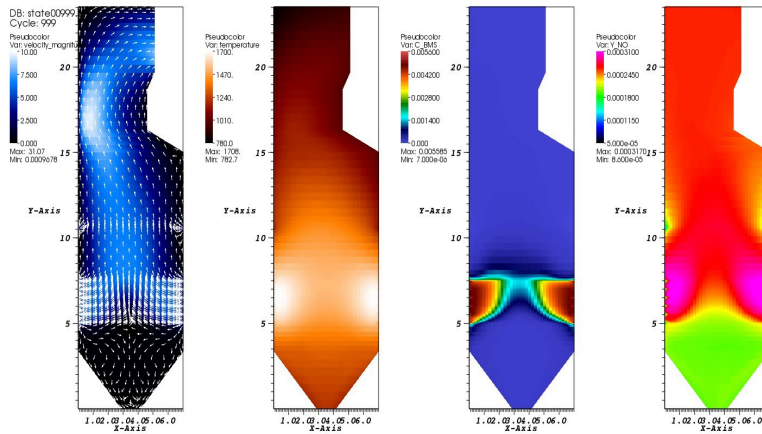 DB: state00999.
Cycle: 999
Pseudocolor
Var: velocity_magnitu
10.00
7.500
5.000
2.500
0.000
Max: 31.07
Min: 0.0009678
Pseudocolor
Var: temperature
1700.
1470.
1240.
1010.
780.0
Max: 1708.
Min: 782.7
Pseudocolor
Var: C_BMS
0.005600
0.004200
0.002800
0.001400
0.000
Max: 0.005585
Min: 7.000e-06
Pseudocolor
Var: Y_NO
0.0003100
0.0002450
0.0001800
0.0001150
5.000e-05
Max: 0.0003170
Min: 8.600e-05
20
15
Y-Axis
10
5
1.02.03.04.05.06.0
X-Axis
20
15
Y-Axis
10
5
1.02.03.04.05.06.0
X-Axis
20
15
Y-Axis
10
5
1.02.03.04.05.06.0
X-Axis
20
15
Y-Axis
10
5
1.02.03.04.05.06.0
X-Axis